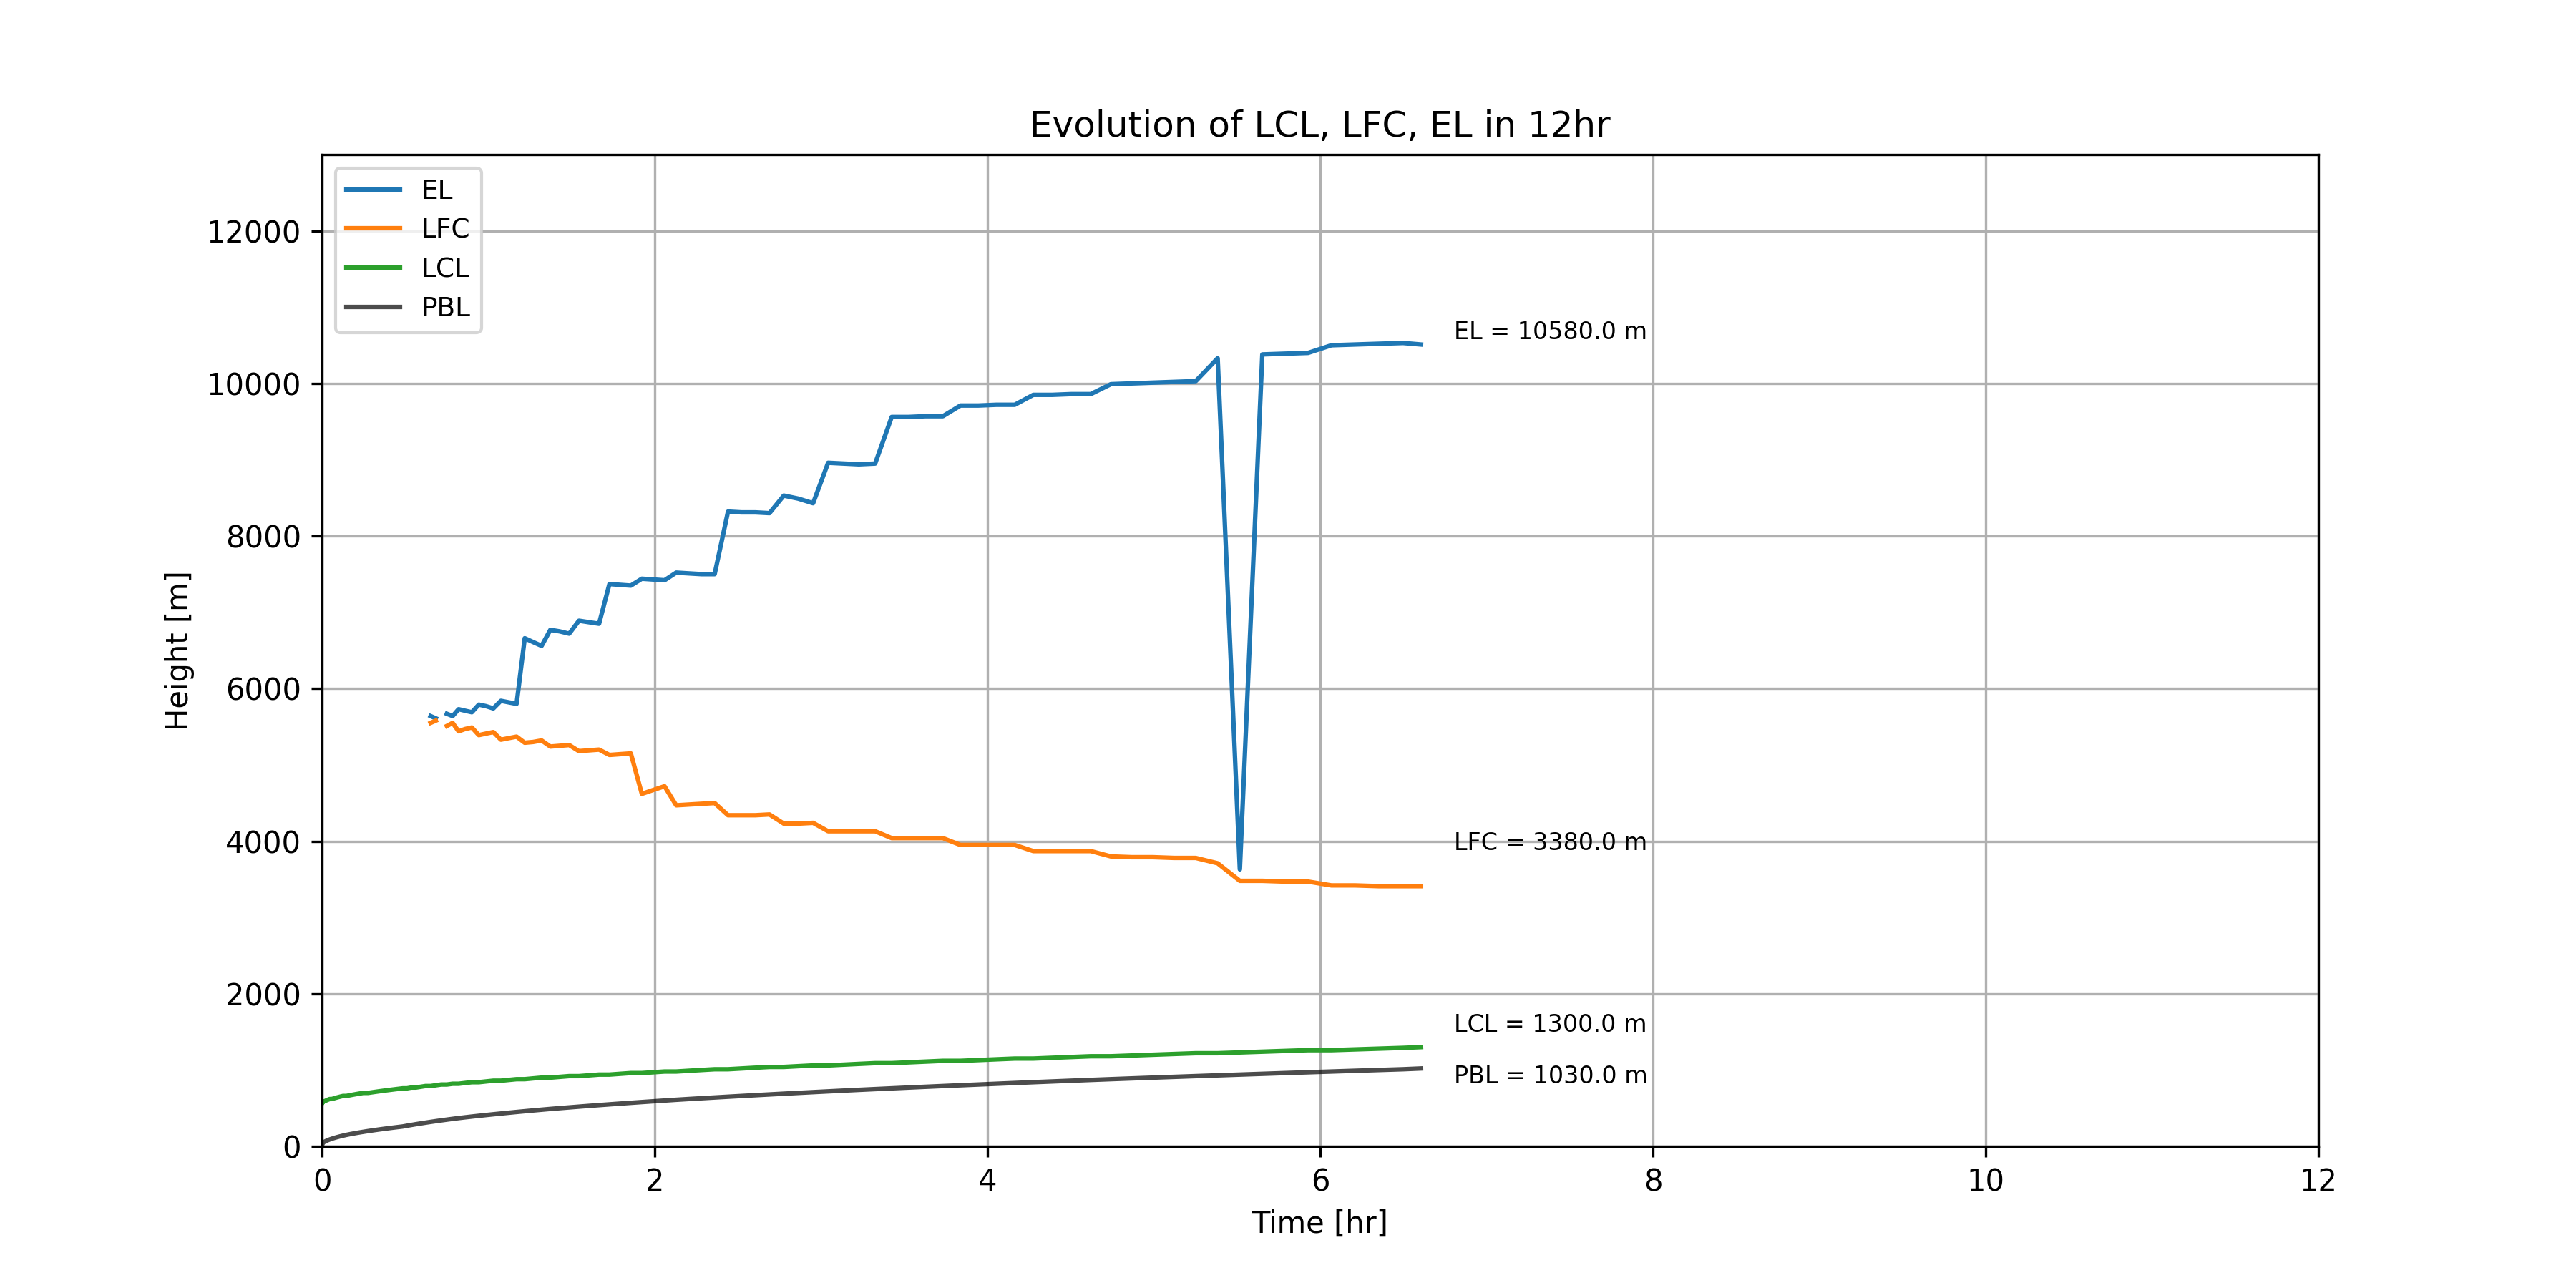 Evolution of LCL, LFC, EL in 12hr
EL
LFC
LCL
PBL
12000
10000
8000
6000
4000
2000
0
Height [m]
EL = 10580.0 m
LFC = 3380.0 m
LCL = 1300.0 m
PBL = 1030.0 m
0 2 4 6 8 10 12
Time [hr]